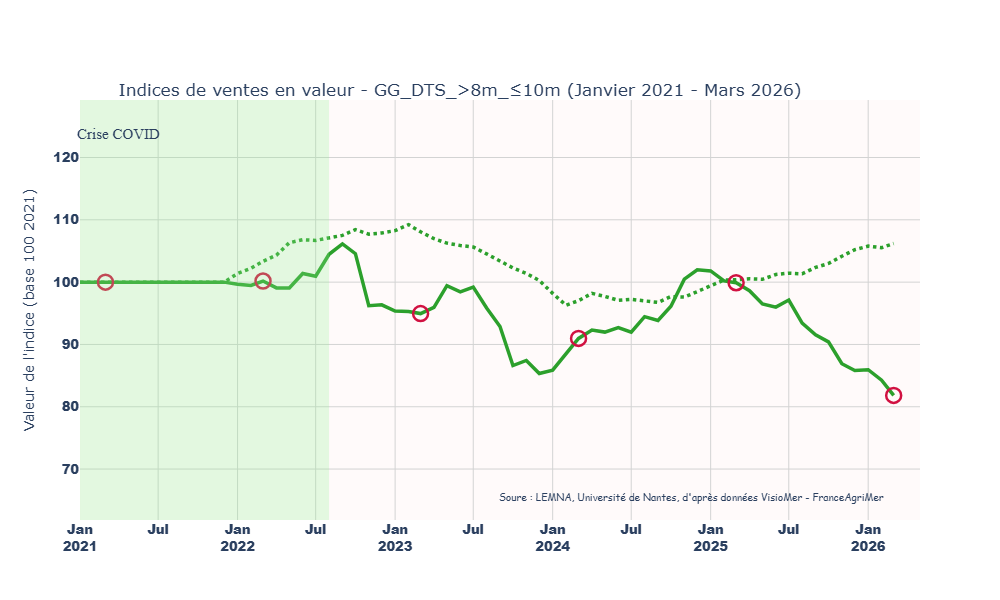 Indices de ventes en valeur - GG_DTS_>8m_≤10m (Janvier 2021 - Mars 2026)
Crise COVID
Valeur de l'Indice (base 100 2021)
120
110
100
90
80
70
Soure : LEMNA, Université de Nantes, d'après données VisioMer - FranceAgriMer
Jan Jul Jan Jul Jan Jul Jan Jul Jan Jul Jan
2021 2022 2023 2024 2025 2026